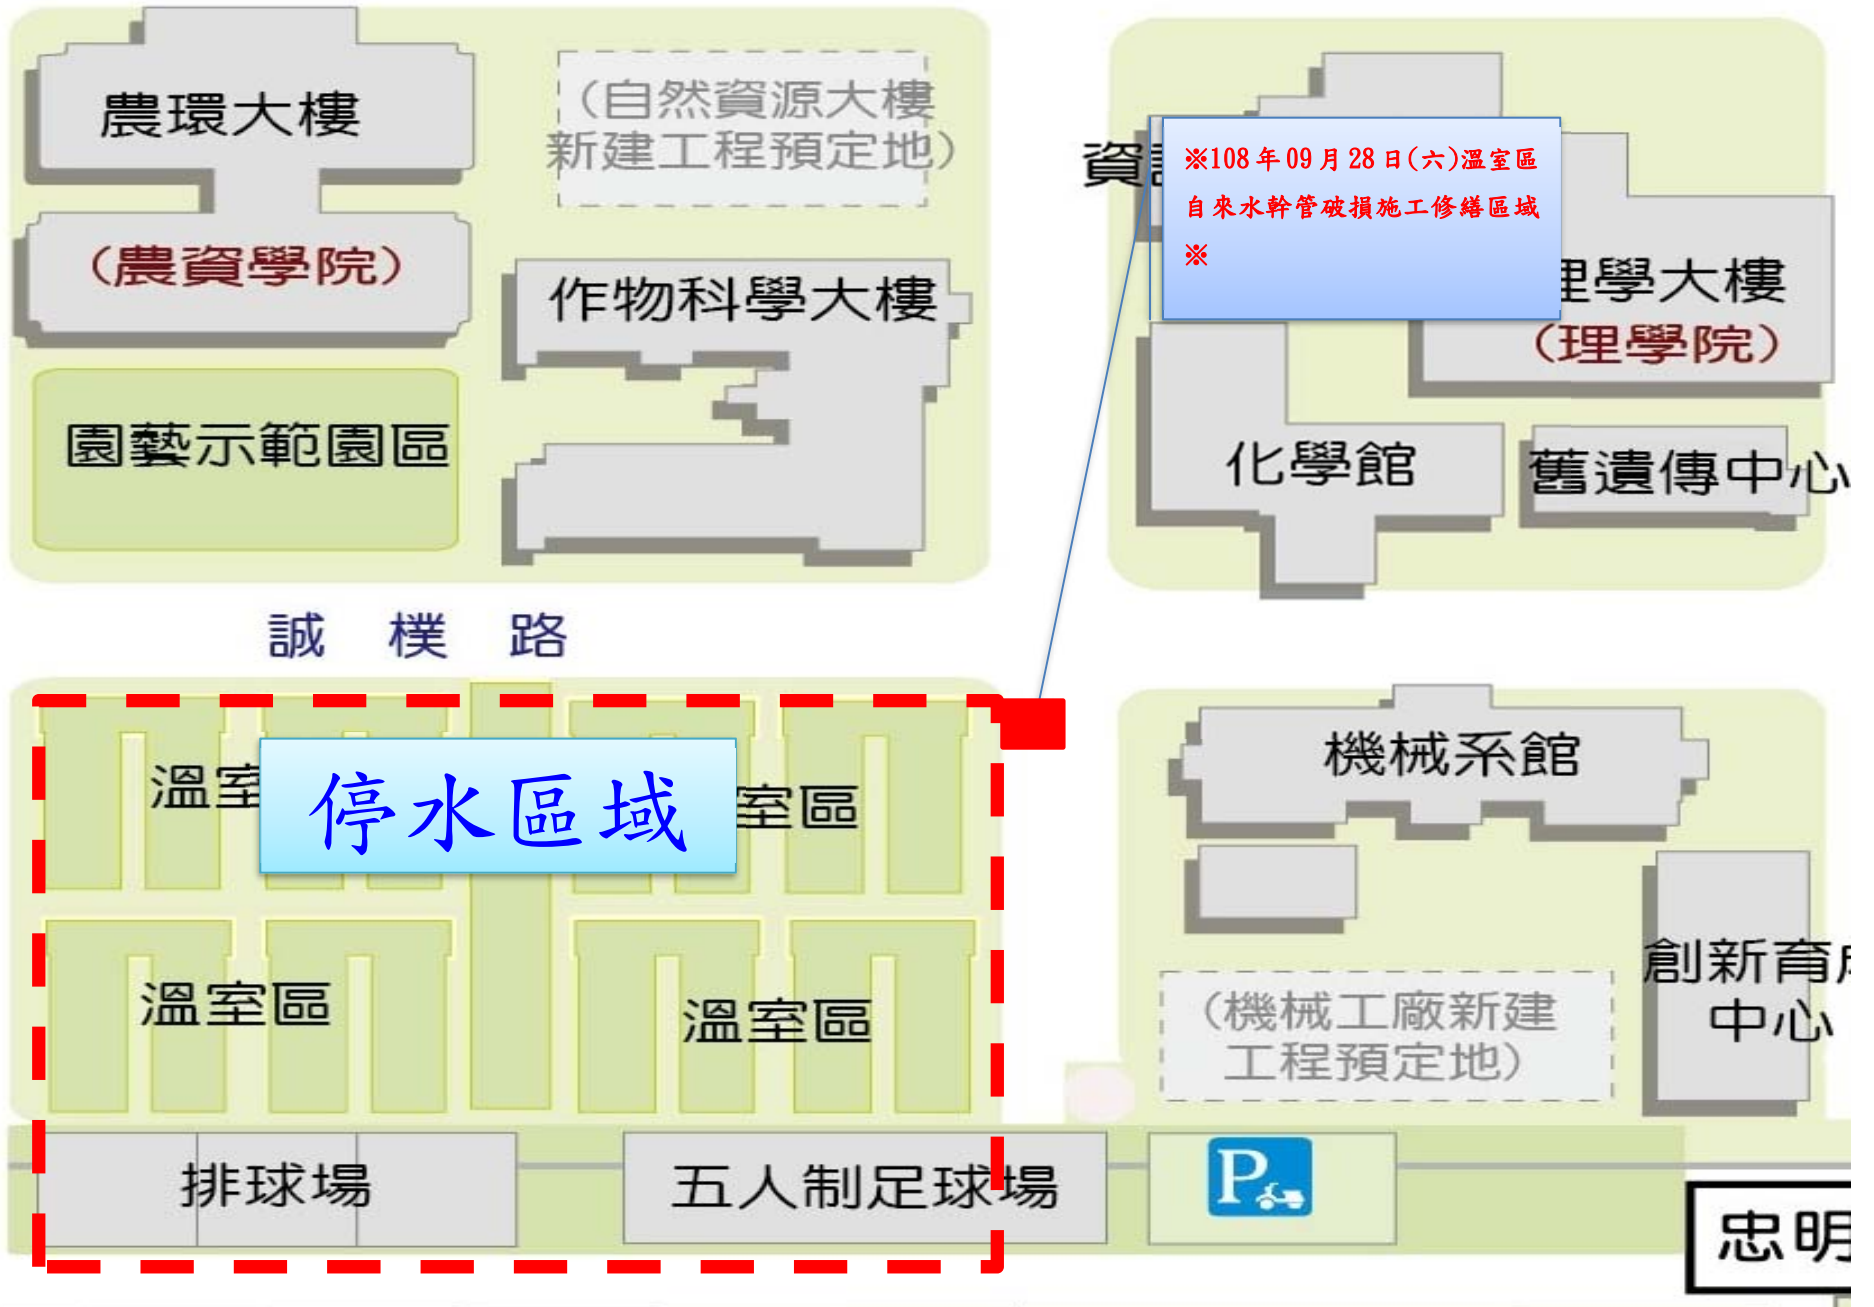 農環大樓
(農資學院)
(自然資源大樓
新建工程預定地)
作物科學大樓
園藝示範園區
資
※108年09月28日(六)溫室區
自來水幹管破損施工修繕區域
※
理學大樓
(理學院)
化學館
舊遺傳中心
誠樸路
溫室
停水區域
室區
溫室區
溫室區
機械系館
(機械工廠新建
工程預定地)
創新育成
中心
排球場
五人制足球場
P
忠明